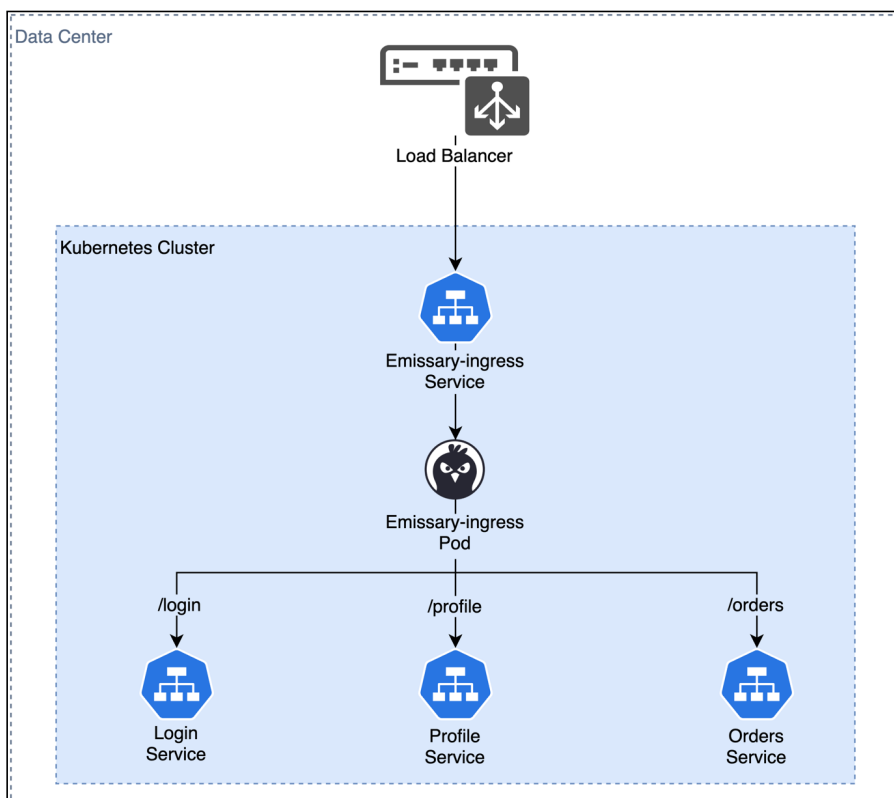 Data Center
Load Balancer
Kubernetes Cluster
Emissary-ingress
Service
Emissary-ingress
Pod
/login
/profile
/orders
Login
Service
Profile
Service
Orders
Service